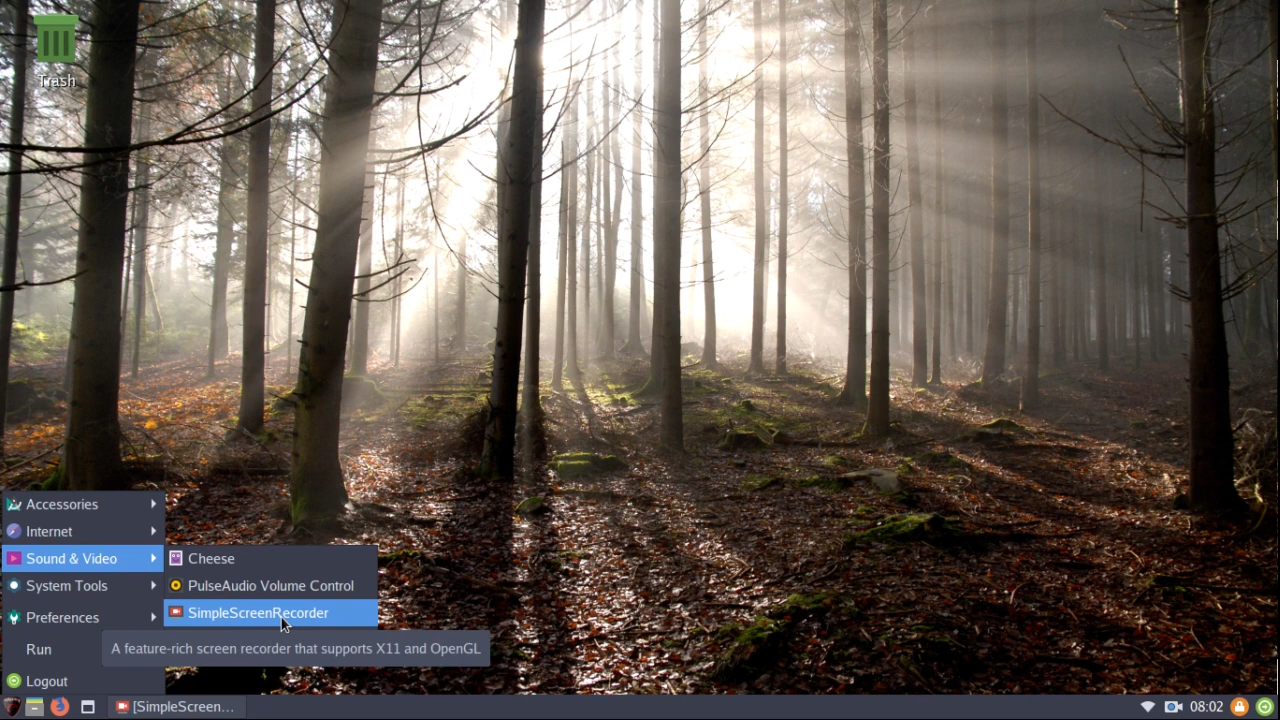 Trash
Accessories
Internet
Sound & Video
System Tools
Preferences
Run
Logout
Cheese
PulseAudio Volume Control
SimpleScreenRecorder
A feature-rich screen recorder that supports X11 and OpenGL
[SimpleScreen...
08:02